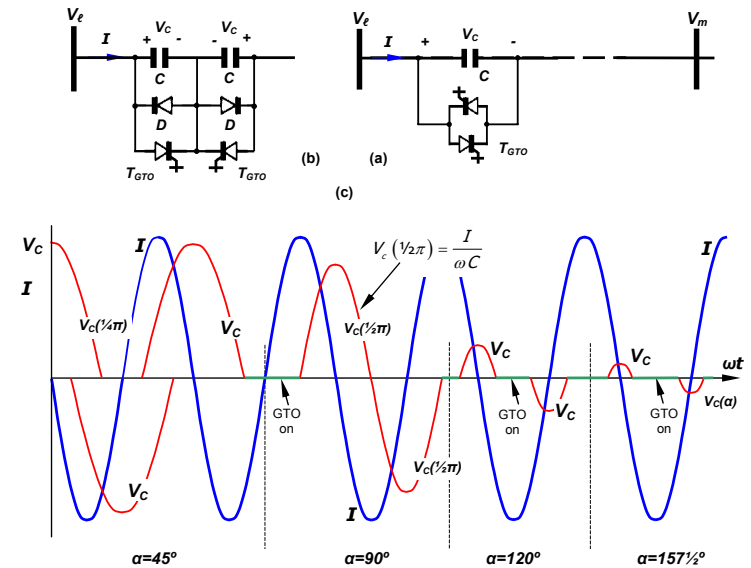 Vℓ
I
+
VC
-
-
VC
+
C
C
D
D
TGTO
TGTO
(b)
Vℓ
I
+
VC
-
C
TGTO
(a)
Vm
(c)
VC
I
I
VC(¼π)
VC
VC
Vc(½π) = I / ωC
VC(½π)
VC(½π)
I
GTO
on
VC
VC
GTO
on
VC
GTO
on
VC(α)
I
ωt
α=45º
α=90º
α=120º
α=157½º